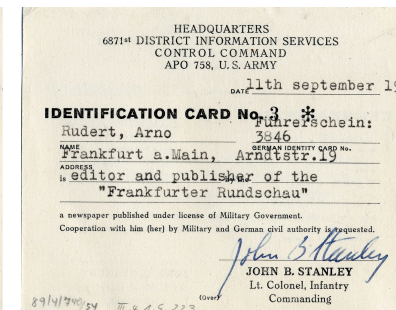 HEADQUARTERS
6871st DISTRICT INFORMATION SERVICES
CONTROL COMMAND
APO 758, U. S. ARMY
DATE 11th september 19
IDENTIFICATION CARD No. 3 *
Führerschein:
Rudert, Arno 3846
NAME GERMAN IDENTITY CARD No.
Frankfurt a.Main, Arndtstr.19
ADDRESS
is editor and publisher of the
"Frankfurter Rundschau"
a newspaper published under license of Military Government.
Cooperation with him (her) by Military and German civil authority is requested.
John B Stanley
JOHN B. STANLEY
Lt. Colonel, Infantry
(Over) Commanding